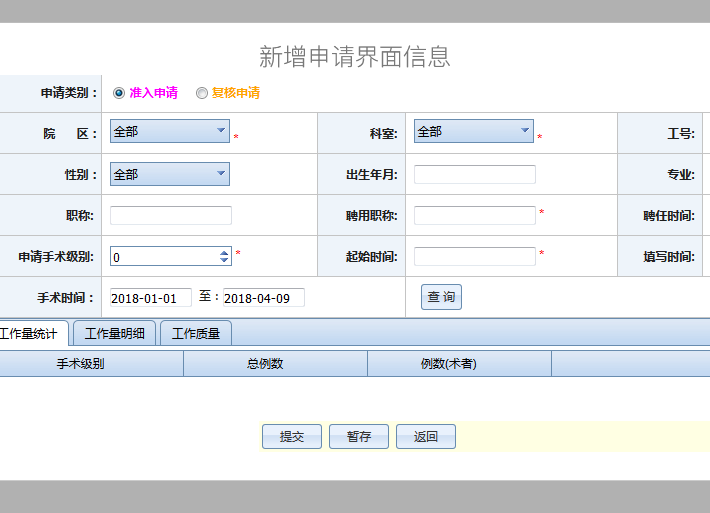 新增申请界面信息
申请类别： 准入申请 复核申请
院 区： 全部 * 科室: 全部 * 工号:
性别： 全部 出生年月: 专业:
职称: 聘用职称: * 聘任时间:
申请手术级别: 0 * 起始时间: * 填写时间:
手术时间： 2018-01-01 至： 2018-04-09 查 询
工作量统计 工作量明细 工作质量
手术级别 总例数 例数(术者)
提交 暂存 返回